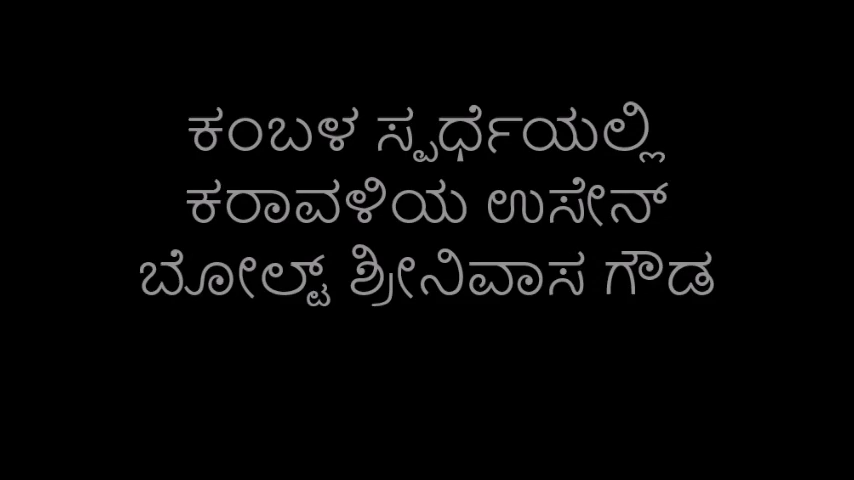 ಕಂಬಳ ಸ್ಪರ್ಧೆಯಲ್ಲಿ
ಕರಾವಳಿಯ ಉಸೇನ್
ಬೋಲ್ಟ್ ಶ್ರೀನಿವಾಸ ಗೌಡ